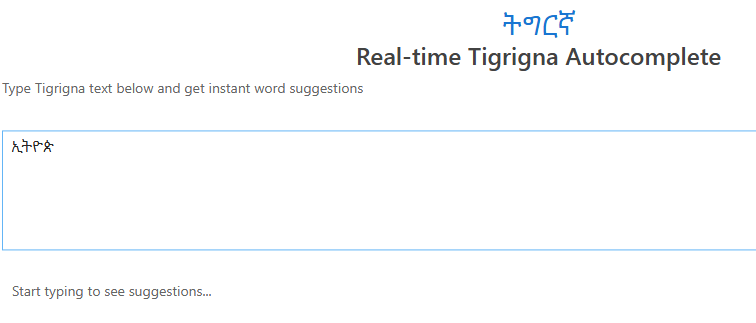 ትግርኛ
Real-time Tigrigna Autocomplete
Type Tigrigna text below and get instant word suggestions
ኢትዮጵ
Start typing to see suggestions...